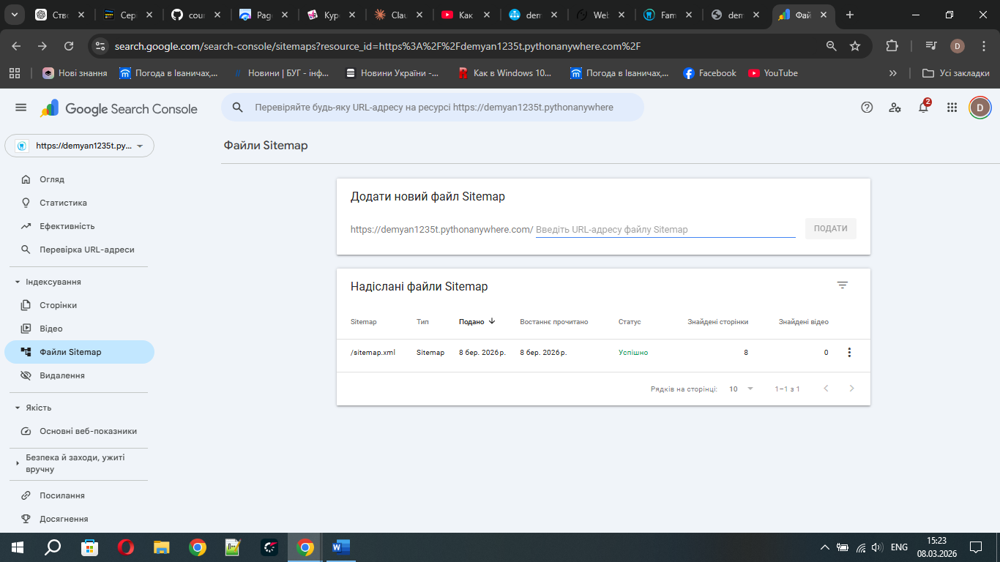 Ство
Сер
cour
Pag
Кур
Clau
Как
dem
Wel
Fam
dem
Фай
search.google.com/search-console/sitemaps?resource_id=https%3A%2F%2Fdemyan1235t.pythonanywhere.com%2F
D
Нові знання
Погода в Іваничах,...
Новини | БУГ - інф...
Новини України -...
Как в Windows 10...
Погода в Іваничах,...
Facebook
YouTube
»
Усі закладки
Google Search Console
Перевіряйте будь-яку URL-адресу на ресурсі https://demyan1235t.pythonanywhere
2
D
https://demyan1235t.py...
Файли Sitemap
Огляд
Статистика
Ефективність
Перевірка URL-адреси
Індексування
Сторінки
Відео
Файли Sitemap
Видалення
Якість
Основні веб-показники
Безпека й заходи, ужиті
вручну
Посилання
Досягнення
Додати новий файл Sitemap
https://demyan1235t.pythonanywhere.com/ Введіть URL-адресу файлу Sitemap
ПОДАТИ
Надіслані файли Sitemap
Sitemap Тип Подано Востаннє прочитано Статус Знайдені сторінки Знайдені відео
/sitemap.xml Sitemap 8 бер. 2026 р. 8 бер. 2026 р. Успішно 8 0
Рядків на сторінці: 10 1–1 з 1
ENG
15:23
08.03.2026